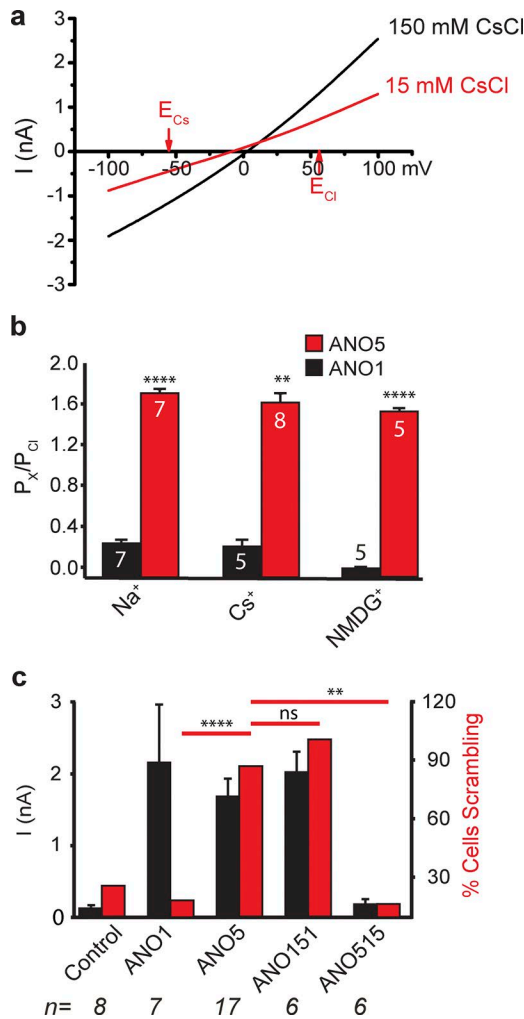 a
3
150 mM CsCl
2
15 mM CsCl
1
E_Cs
I (nA)
0
-100 -50 0 50 100 mV
E_Cl
-1
-2
-3
b
ANO5
ANO1
2.0
1.6
1.2
0.8
0.4
0.0
P_X/P_Cl
**** ** ****
7 8 5
7 5 5
Na⁺ Cs⁺ NMDG⁺
c
3 120
**
**** ns
2 90
60
1
30
0
I (nA)
% Cells Scrambling
Control ANO1 ANO5 ANO151 ANO515
n= 8 7 17 6 6